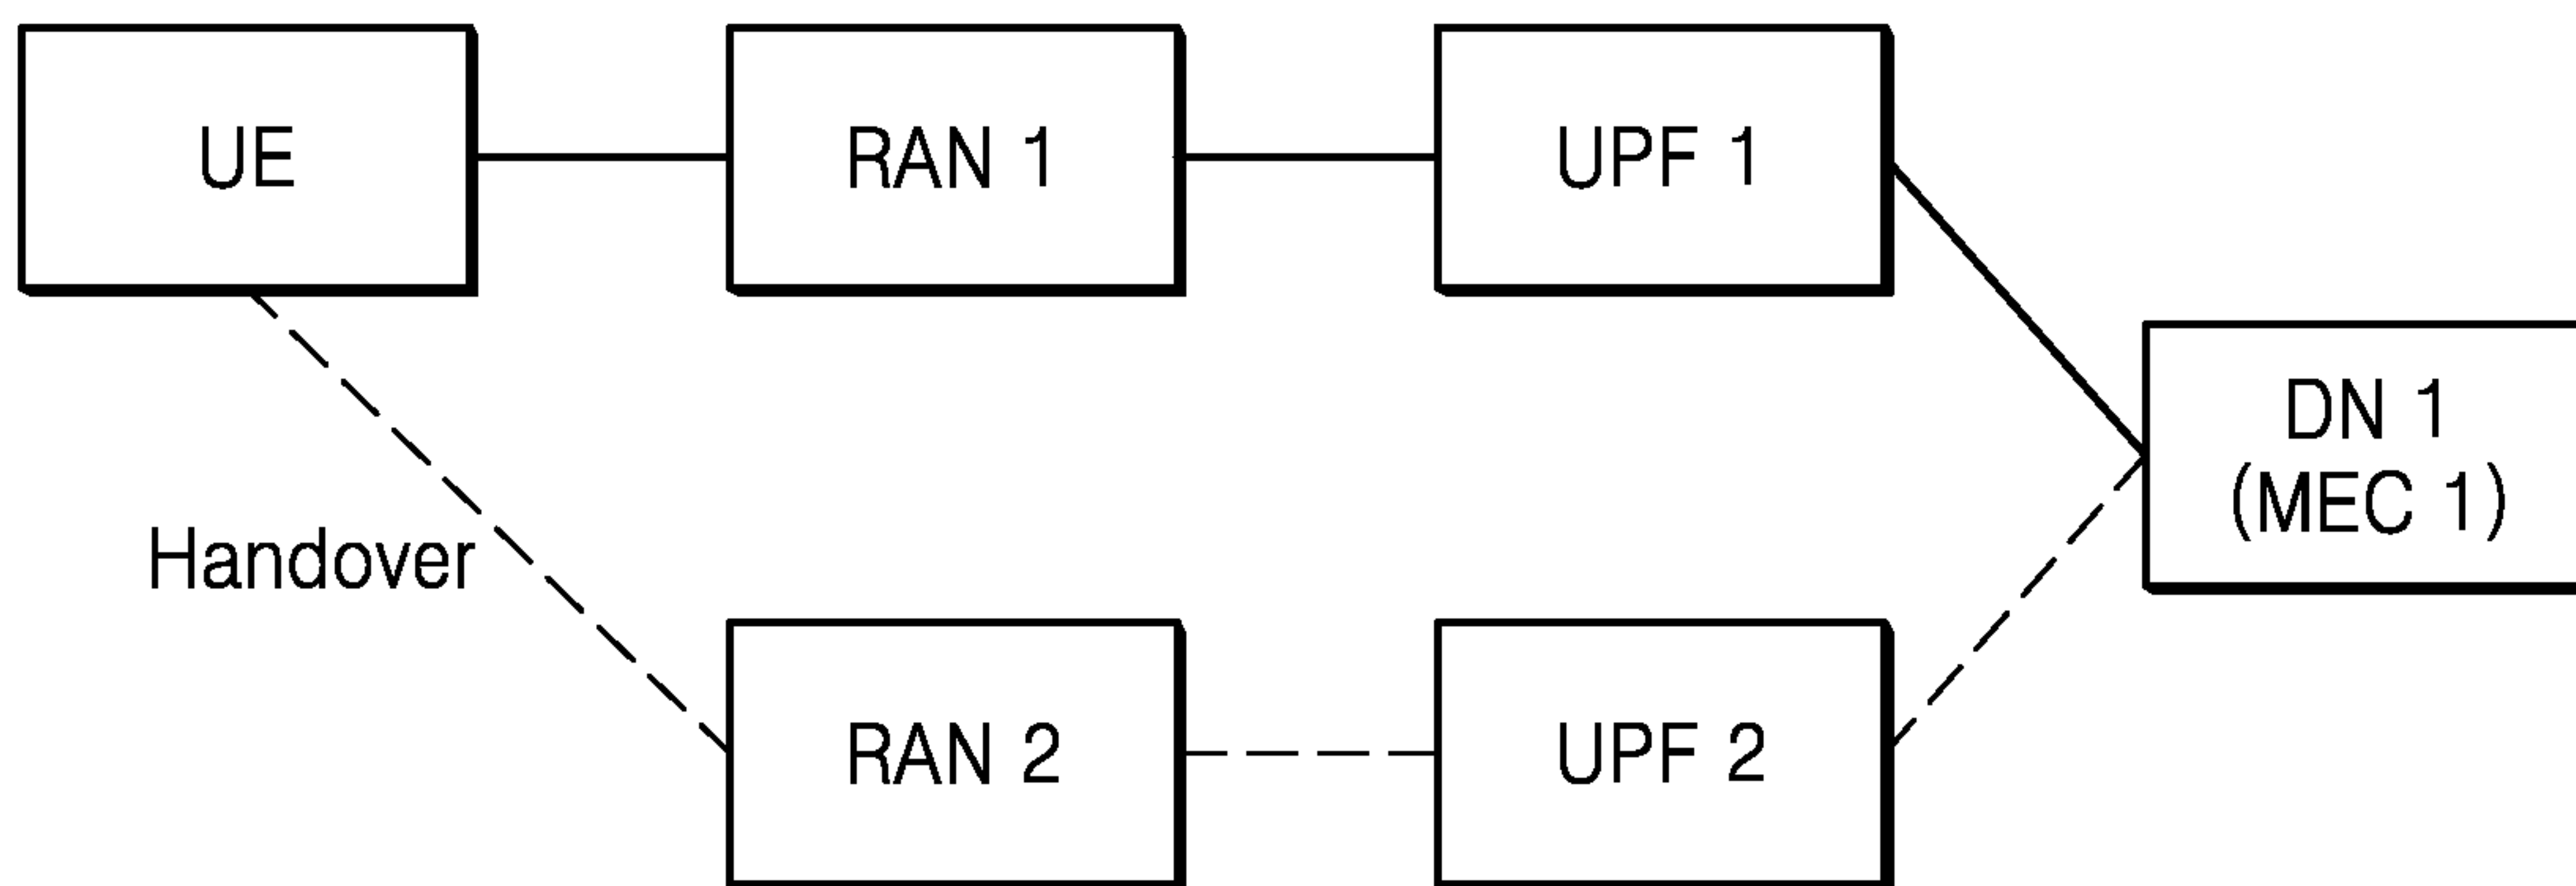 UE
RAN 1
UPF 1
DN 1
(MEC 1)
Handover
RAN 2
UPF 2